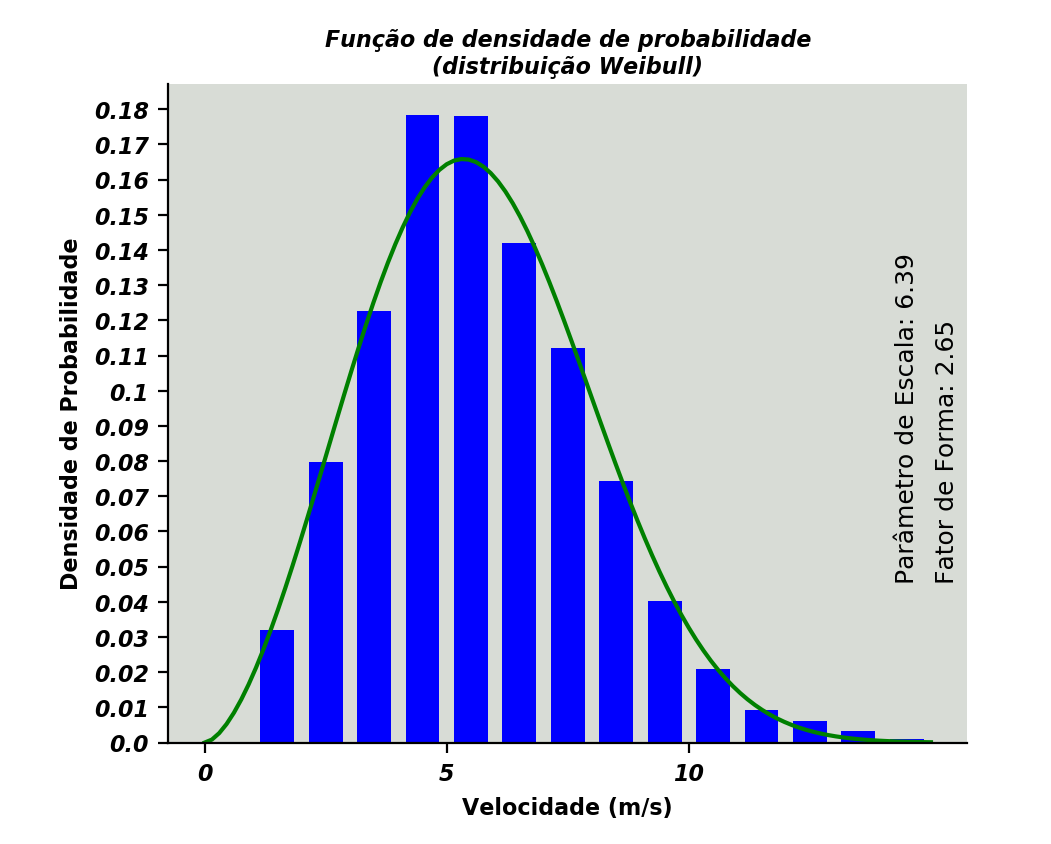 Função de densidade de probabilidade
(distribuição Weibull)
Densidade de Probabilidade
0.18
0.17
0.16
0.15
0.14
0.13
0.12
0.11
0.1
0.09
0.08
0.07
0.06
0.05
0.04
0.03
0.02
0.01
0.0
0 5 10
Velocidade (m/s)
Parâmetro de Escala: 6.39
Fator de Forma: 2.65